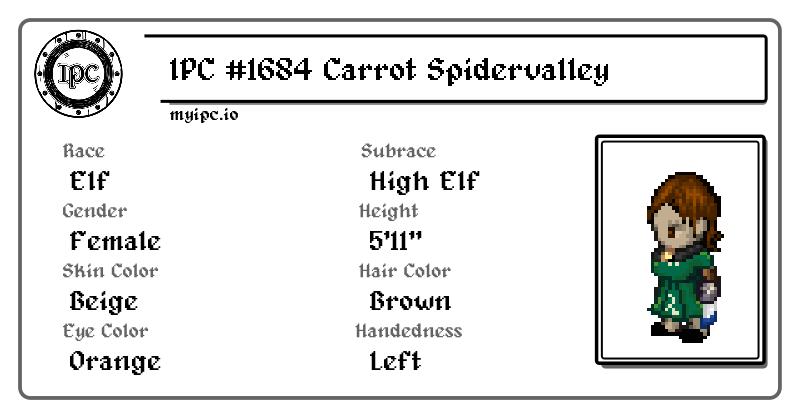 IPC
IPC #1684 Carrot Spidervalley
myipc.io
Race
Subrace
Elf
High Elf
Gender
Height
Female
5'11"
Skin Color
Hair Color
Beige
Brown
Eye Color
Handedness
Orange
Left